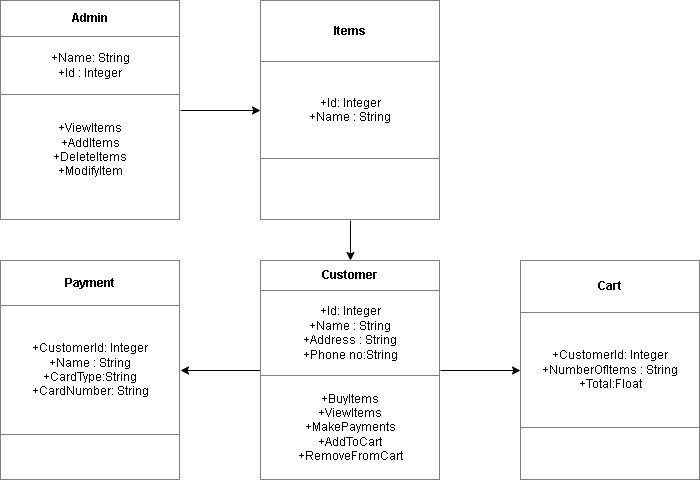 Admin
+Name: String
+Id : Integer
+ViewItems
+AddItems
+DeleteItems
+ModifyItem
Items
+Id: Integer
+Name : String
Payment
+CustomerId: Integer
+Name : String
+CardType:String
+CardNumber: String
Customer
+Id: Integer
+Name : String
+Address : String
+Phone no:String
+BuyItems
+ViewItems
+MakePayments
+AddToCart
+RemoveFromCart
Cart
+CustomerId: Integer
+NumberOfItems : String
+Total:Float